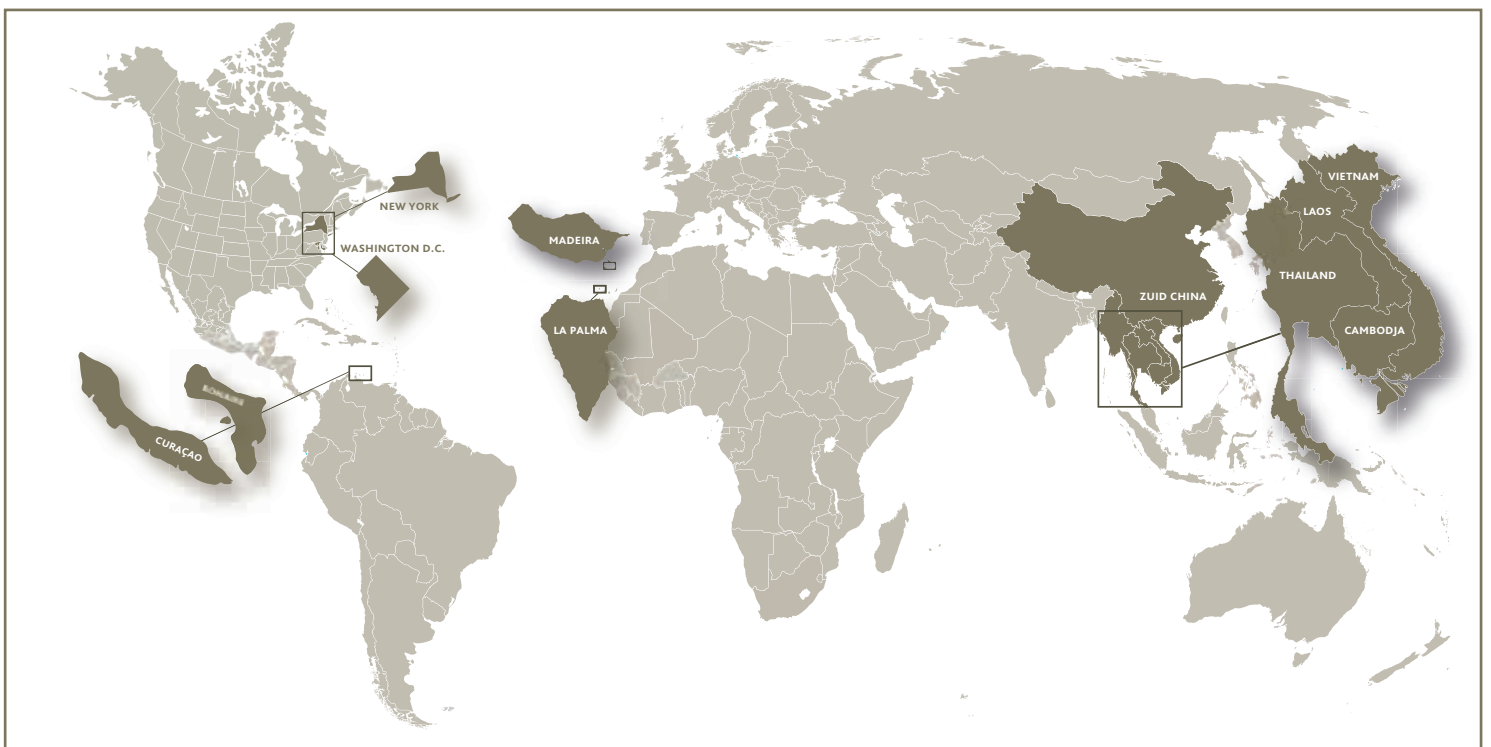 VIETNAM
NEW YORK
LAOS
MADEIRA
WASHINGTON D.C.
THAILAND
ZUID CHINA
LA PALMA
CAMBODJA
CURAÇAO